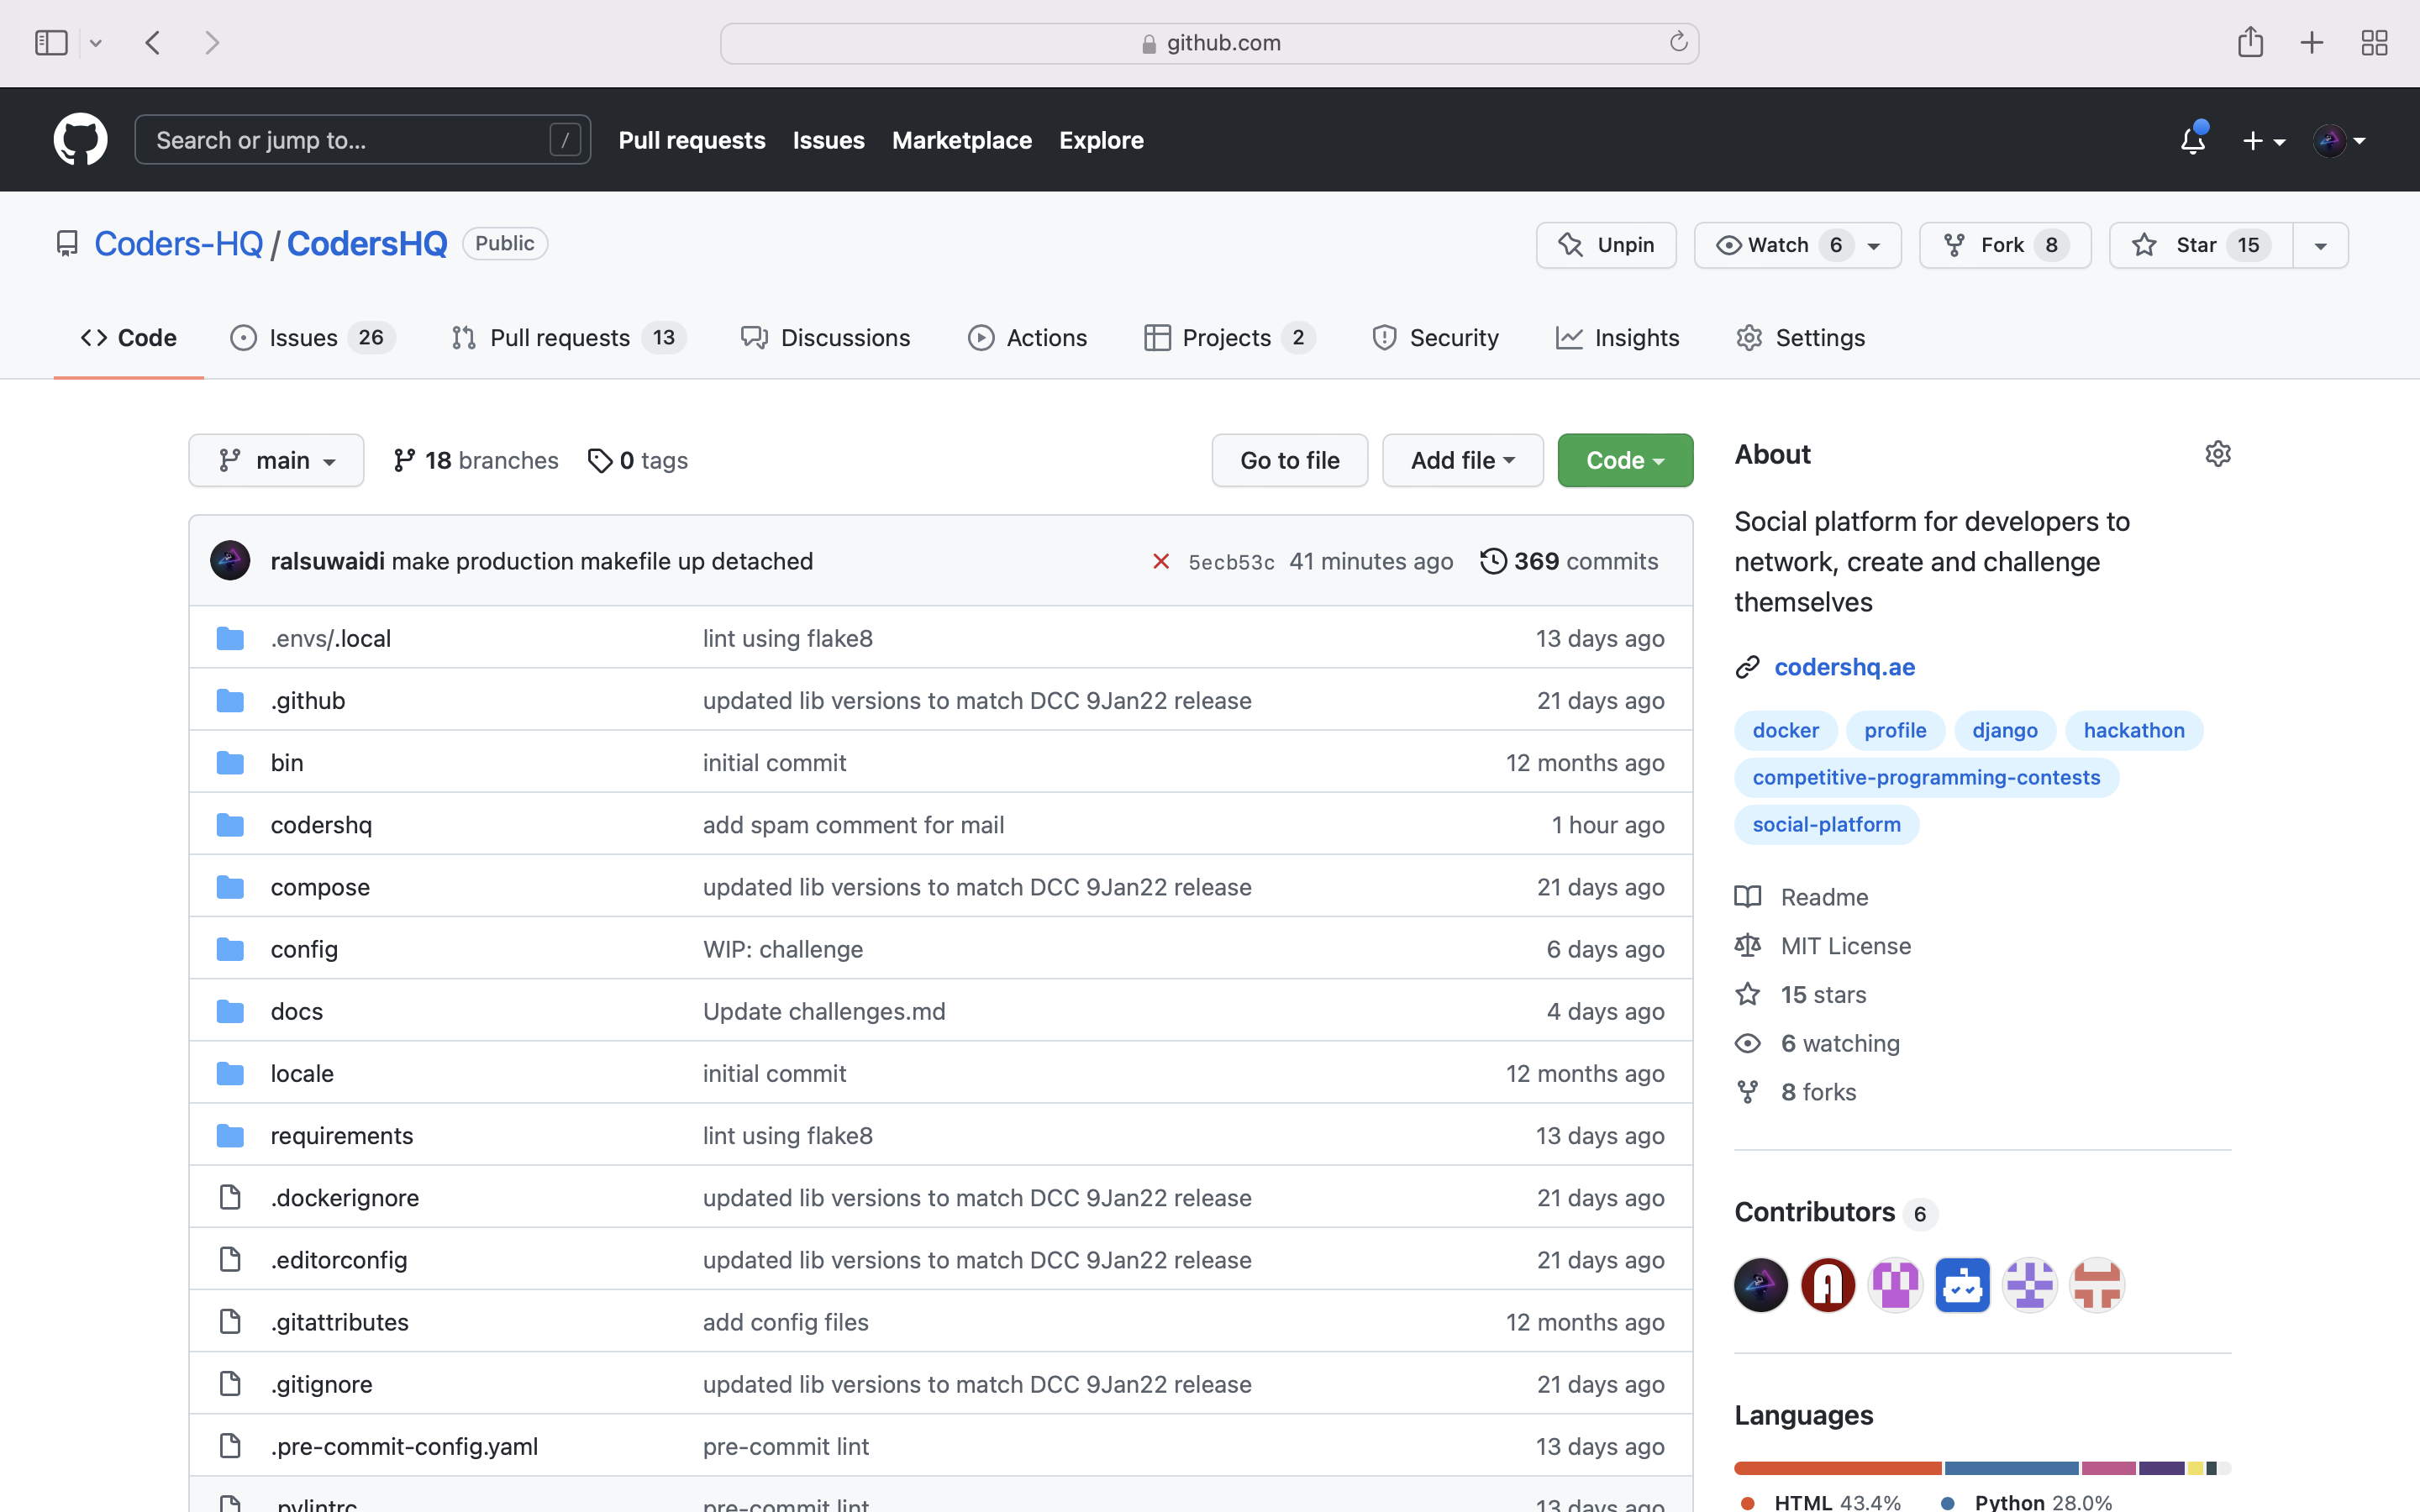 github.com
Search or jump to... /
Pull requests Issues Marketplace Explore
Coders-HQ / CodersHQ Public
Unpin Watch 6 Fork 8 Star 15
Code Issues 26 Pull requests 13 Discussions Actions Projects 2 Security Insights Settings
main 18 branches 0 tags Go to file Add file Code
ralsuwaidi make production makefile up detached 5ecb53c 41 minutes ago 369 commits
.envs/.local lint using flake8 13 days ago
.github updated lib versions to match DCC 9Jan22 release 21 days ago
bin initial commit 12 months ago
codershq add spam comment for mail 1 hour ago
compose updated lib versions to match DCC 9Jan22 release 21 days ago
config WIP: challenge 6 days ago
docs Update challenges.md 4 days ago
locale initial commit 12 months ago
requirements lint using flake8 13 days ago
.dockerignore updated lib versions to match DCC 9Jan22 release 21 days ago
.editorconfig updated lib versions to match DCC 9Jan22 release 21 days ago
.gitattributes add config files 12 months ago
.gitignore updated lib versions to match DCC 9Jan22 release 21 days ago
.pre-commit-config.yaml pre-commit lint 13 days ago
.pylintrc pre-commit lint 13 days ago
About
Social platform for developers to
network, create and challenge
themselves
codershq.ae
docker profile django hackathon
competitive-programming-contests
social-platform
Readme
MIT License
15 stars
6 watching
8 forks
Contributors 6
A
Languages
HTML 43.4% Python 28.0%